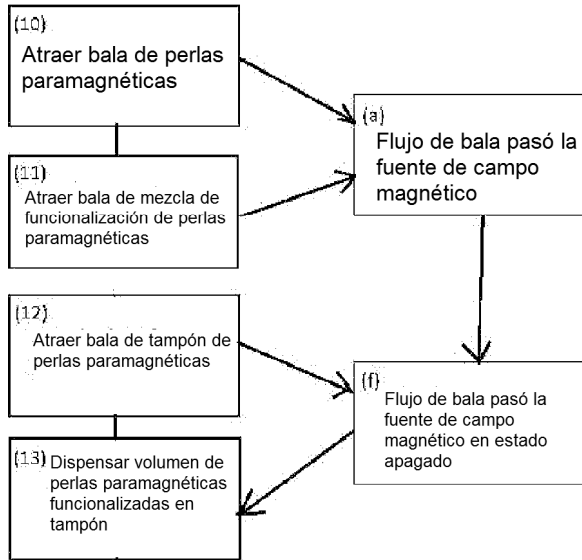 (10)
Atraer bala de perlas
paramagnéticas
(11)
Atraer bala de mezcla de
funcionalización de perlas
paramagnéticas
(a)
Flujo de bala pasó la
fuente de campo
magnético
(12)
Atraer bala de tampón de
perlas paramagnéticas
(f)
Flujo de bala pasó la
fuente de campo
magnético en estado
apagado
(13) Dispensar volumen de
perlas paramagnéticas
funcionalizadas en
tampón